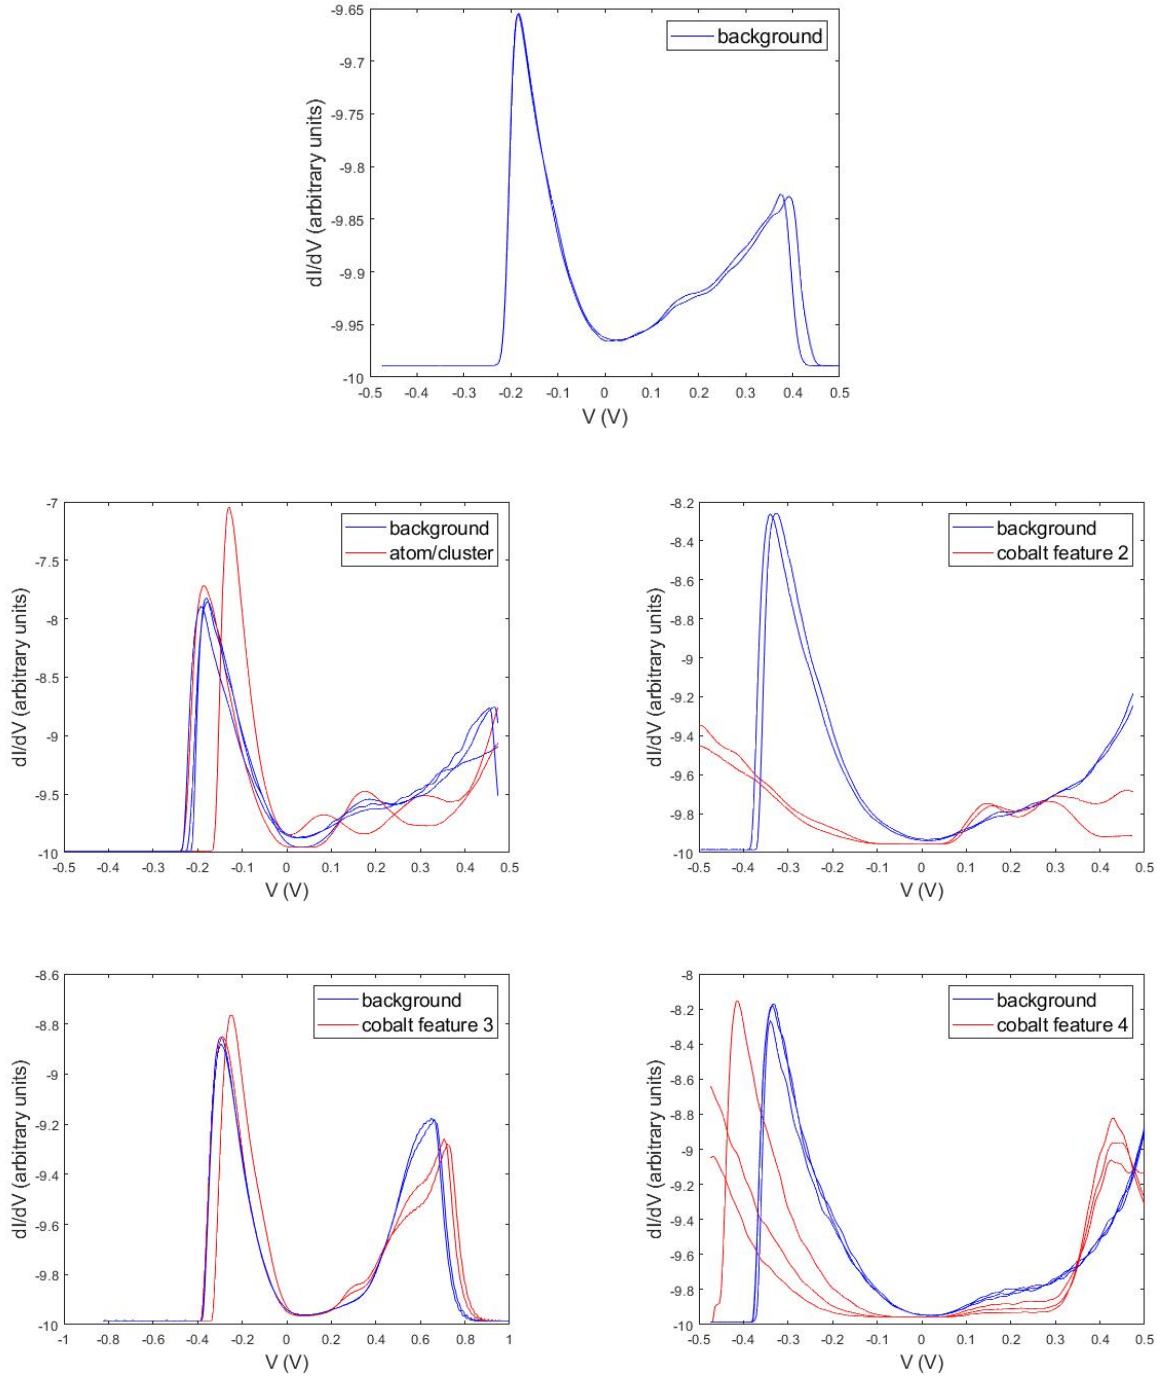 -9.65
background
-9.7
-9.75
-9.8
-9.85
-9.9
-9.95
-10
dI/dV (arbitrary units)
-0.5 -0.4 -0.3 -0.2 -0.1 0 0.1 0.2 0.3 0.4 0.5
V (V)
-7
background
atom/cluster
-7.5
-8
-8.5
-9
-9.5
-10
dI/dV (arbitrary units)
-0.5 -0.4 -0.3 -0.2 -0.1 0 0.1 0.2 0.3 0.4 0.5
V (V)
-8.2
background
cobalt feature 2
-8.4
-8.6
-8.8
-9
-9.2
-9.4
-9.6
-9.8
-10
dI/dV (arbitrary units)
-0.5 -0.4 -0.3 -0.2 -0.1 0 0.1 0.2 0.3 0.4 0.5
V (V)
-8.6
background
cobalt feature 3
-8.8
-9
-9.2
-9.4
-9.6
-9.8
-10
dI/dV (arbitrary units)
-1 -0.8 -0.6 -0.4 -0.2 0 0.2 0.4 0.6 0.8 1
V (V)
-8
background
cobalt feature 4
-8.2
-8.4
-8.6
-8.8
-9
-9.2
-9.4
-9.6
-9.8
-10
dI/dV (arbitrary units)
-0.5 -0.4 -0.3 -0.2 -0.1 0 0.1 0.2 0.3 0.4 0.5
V (V)